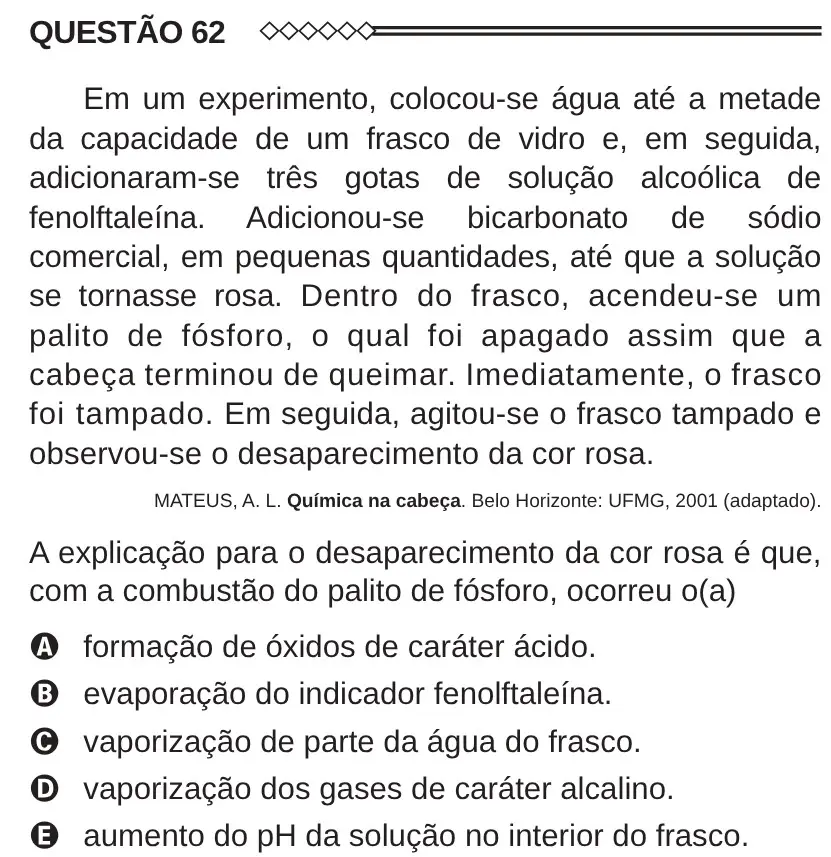 QUESTÃO 62
Em um experimento, colocou-se água até a metade
da capacidade de um frasco de vidro e, em seguida,
adicionaram-se três gotas de solução alcoólica de
fenolftaleína. Adicionou-se bicarbonato de sódio
comercial, em pequenas quantidades, até que a solução
se tornasse rosa. Dentro do frasco, acendeu-se um
palito de fósforo, o qual foi apagado assim que a
cabeça terminou de queimar. Imediatamente, o frasco
foi tampado. Em seguida, agitou-se o frasco tampado e
observou-se o desaparecimento da cor rosa.
MATEUS, A. L. Química na cabeça. Belo Horizonte: UFMG, 2001 (adaptado).
A explicação para o desaparecimento da cor rosa é que,
com a combustão do palito de fósforo, ocorreu o(a)
A formação de óxidos de caráter ácido.
B evaporação do indicador fenolftaleína.
C vaporização de parte da água do frasco.
D vaporização dos gases de caráter alcalino.
E aumento do pH da solução no interior do frasco.